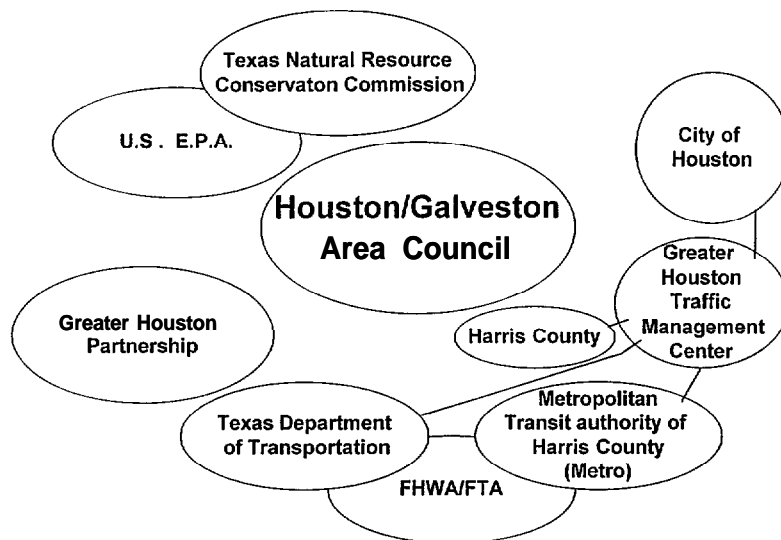 Texas Natural Resource
Conservaton Commission
U.S . E.P.A.
City of
Houston
Houston/Galveston
Area Council
Greater
Houston
Traffic
Management
Center
Greater Houston
Partnership
Harris County
Texas Department
of Transportation
Metropolitan
Transit authority of
Harris County
(Metro)
FHWA/FTA